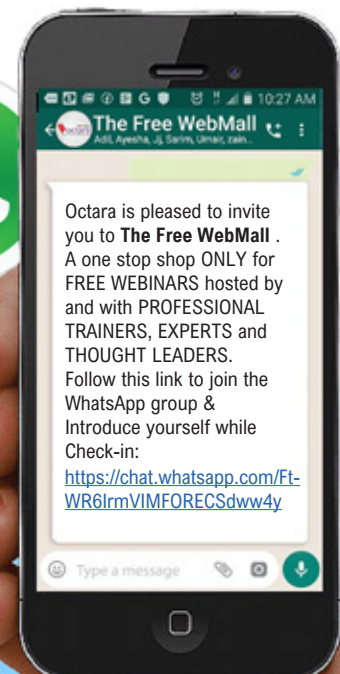 10:27 AM
The Free WebMall
Adil, Ayesha, Jj, Sarim, Umair, zain...
Octara is pleased to invite
you to The Free WebMall .
A one stop shop ONLY for
FREE WEBINARS hosted by
and with PROFESSIONAL
TRAINERS, EXPERTS and
THOUGHT LEADERS.
Follow this link to join the
WhatsApp group &
Introduce yourself while
Check-in:
https://chat.whatsapp.com/Ft-
WR6IrmVIMFORECSdww4y
Type a message